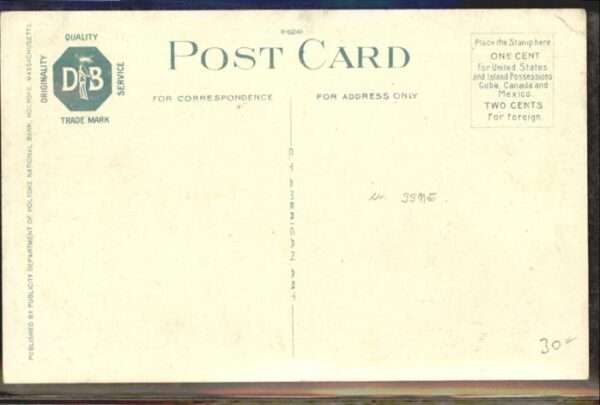 R-62141
POST CARD
QUALITY
ORIGINALITY
D B
SERVICE
TRADE MARK
FOR CORRESPONDENCE
FOR ADDRESS ONLY
Place the Stamp here
ONE CENT
For United States
and Island Possessions
Cuba, Canada and
Mexico.
TWO CENTS
For Foreign.
PUBLISHED BY PUBLICITY DEPARTMENT OF HOLYOKE NATIONAL BANK, HOLYOKE, MASSACHUSETTS.
30